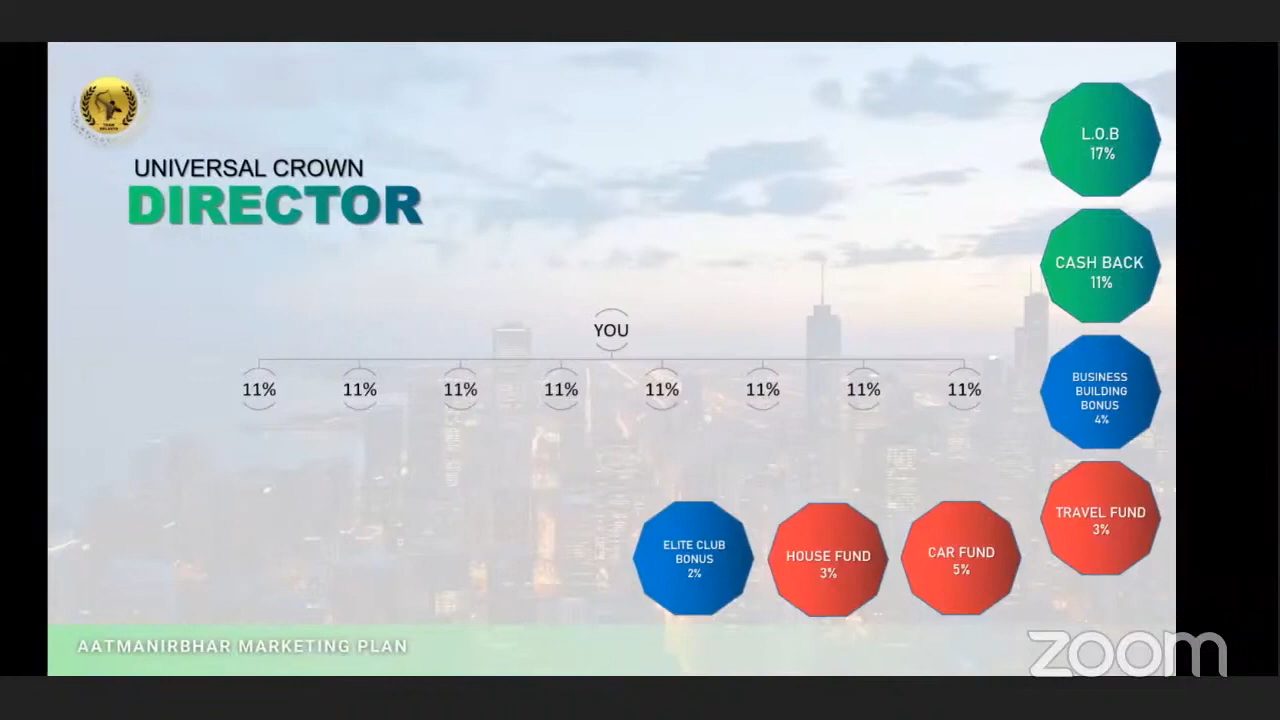 UNIVERSAL CROWN
DIRECTOR
L.O.B
17%
CASH BACK
11%
YOU
11% 11% 11% 11% 11% 11% 11% 11%
BUSINESS
BUILDING
BONUS
4%
TRAVEL FUND
3%
ELITE CLUB
BONUS
2%
HOUSE FUND
3%
CAR FUND
5%
AATMANIRBHAR MARKETING PLAN
zoom